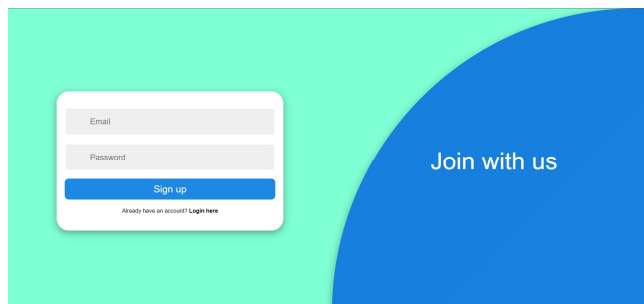 Email
Password
Sign up
Already have an account? Login here
Join with us